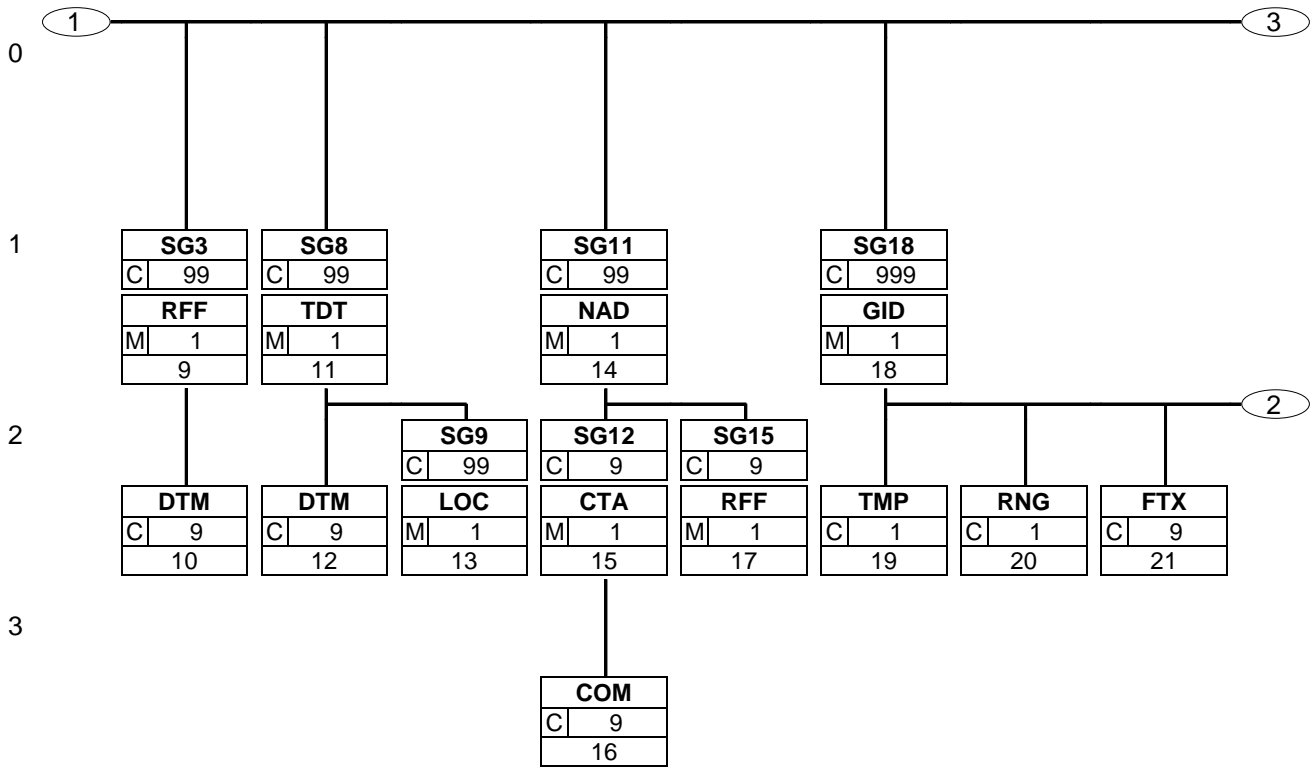 1 3
0
1 SG3 SG8 SG11 SG18
C 99 C 99 C 99 C 999
RFF TDT NAD GID
M 1 M 1 M 1 M 1
9 11 14 18
2
2 SG9 SG12 SG15
C 99 C 9 C 9
DTM DTM LOC CTA RFF TMP RNG FTX
C 9 C 9 M 1 M 1 M 1 C 1 C 1 C 9
10 12 13 15 17 19 20 21
3
COM
C 9
16